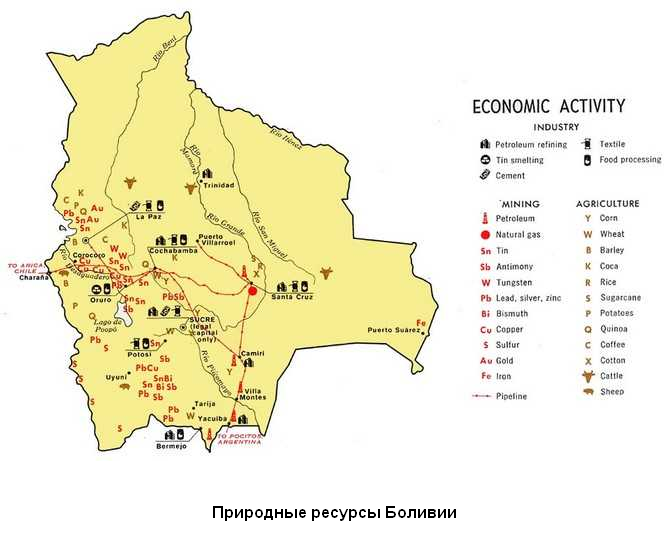 ECONOMIC ACTIVITY
INDUSTRY
Petroleum refining
Textile
Tin smelting
Food processing
Cement
MINING
AGRICULTURE
Petroleum
Y Corn
Natural gas
W Wheat
Sn Tin
B Barley
Sb Antimony
K Coca
W Tungsten
R Rice
Pb Lead, silver, zinc
S Sugarcane
Bi Bismuth
P Potatoes
Cu Copper
Q Quinoa
S Sulfur
C Coffee
Au Gold
X Cotton
Fe Iron
Cattle
Pipeline
Sheep
Río Beni
Río Mamoré
Trinidad
Río Grande
Río San Miguel
La Paz
Puerto Villarroel
Cochabamba
Corocoro
TO ARICA CHILE
Charaña
Río Desaguadero
Oruro
Santa Cruz
Lago de Poopó
SUCRE (legal capital only)
Puerto Suárez
Fe
Potosí
Camiri
Uyuni
Río Pilcomayo
Villa Montes
Tarija
Yacuiba
Bermejo
TO POCITOS, ARGENTINA
Природные ресурсы Боливии